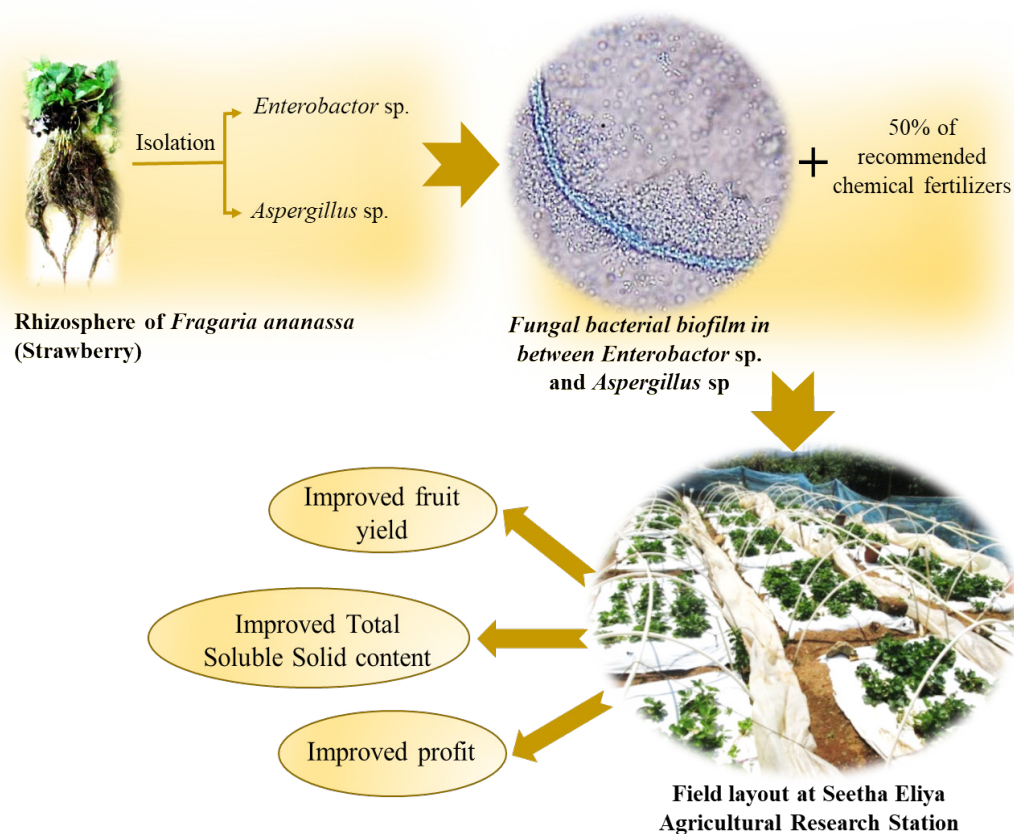 Isolation
Enterobactor sp.
Aspergillus sp.
Rhizosphere of Fragaria ananassa
(Strawberry)
Fungal bacterial biofilm in
between Enterobactor sp.
and Aspergillus sp
+
50% of
recommended
chemical fertilizers
Improved fruit
yield
Improved Total
Soluble Solid content
Improved profit
Field layout at Seetha Eliya
Agricultural Research Station